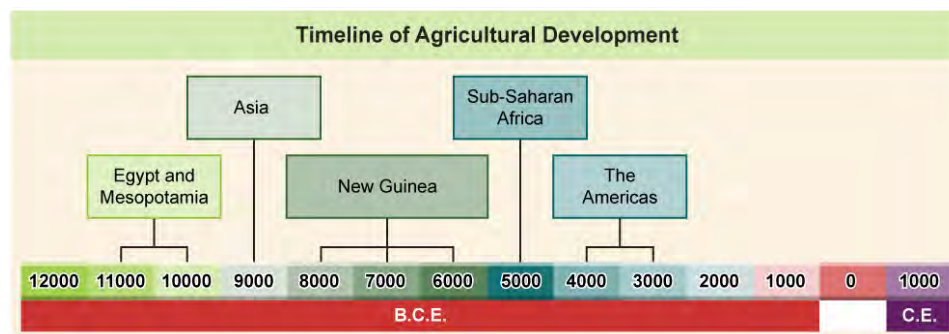 Timeline of Agricultural Development
Asia
Sub-Saharan
Africa
Egypt and
Mesopotamia
New Guinea
The
Americas
12000 11000 10000 9000 8000 7000 6000 5000 4000 3000 2000 1000 0 1000
B.C.E. C.E.